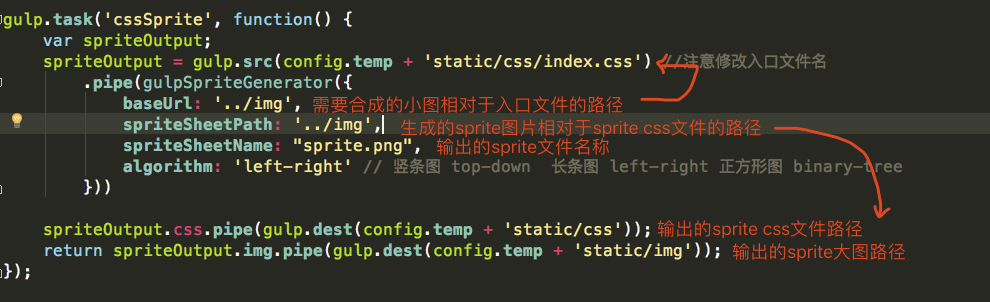 gulp.task('cssSprite', function() {
var spriteOutput;
spriteOutput = gulp.src(config.temp + 'static/css/index.css') //注意修改入口文件名
.pipe(gulpSpriteGenerator({
baseUrl: '../img', 需要合成的小图相对于入口文件的路径
spriteSheetPath: '../img', 生成的sprite图片相对于sprite css文件的路径
spriteSheetName: "sprite.png", 输出的sprite文件名称
algorithm: 'left-right' // 竖条图 top-down 长条图 left-right 正方形图 binary-tree
}))
spriteOutput.css.pipe(gulp.dest(config.temp + 'static/css')); 输出的sprite css文件路径
return spriteOutput.img.pipe(gulp.dest(config.temp + 'static/img')); 输出的sprite大图路径
});